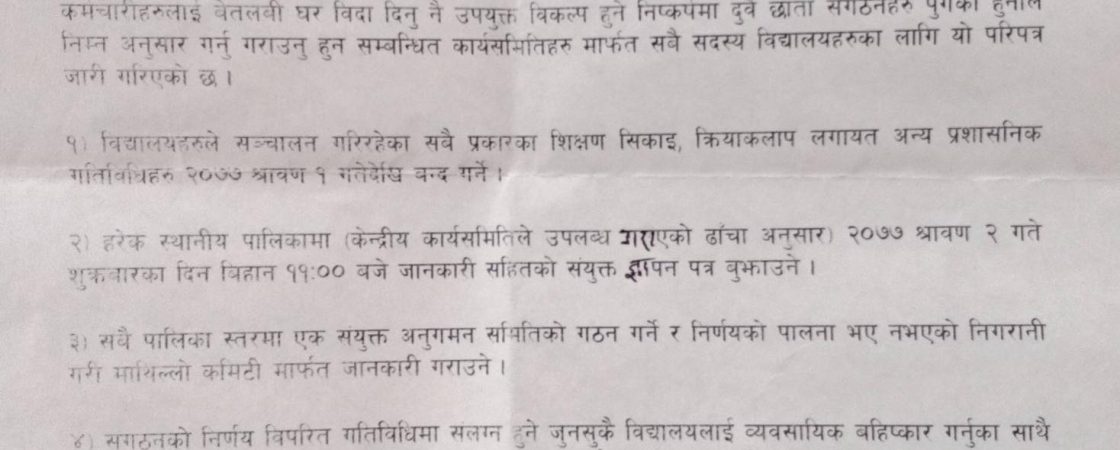 कर्मचारीहरुलाई बेतलवी घर विदा दिनु नै उपयुक्त विकल्प हुने निष्कर्षमा दुवै छाता संगठनहरु पुगेको हुनाले
निम्न अनुसार गर्नु गराउनु हुन सम्बन्धित कार्यसमितिहरु मार्फत सबै सदस्य विद्यालयहरुका लागि यो परिपत्र
जारी गरिएको छ ।
१) विद्यालयहरुले सञ्चालन गरिरहेका सबै प्रकारका शिक्षण सिकाइ, क्रियाकलाप लगायत अन्य प्रशासनिक
गतिविधिहरु २०७७ श्रावण १ गतेदेखि बन्द गर्ने ।
२) हरेक स्थानीय पालिकामा (केन्द्रीय कार्यसमितिले उपलब्ध गराएको ढाँचा अनुसार) २०७७ श्रावण २ गते
शुक्रबारका दिन बिहान ११:०० बजे जानकारी सहितको संयुक्त ज्ञापन पत्र बुझाउने ।
३) सबै पालिका स्तरमा एक संयुक्त अनुगमन समितिको गठन गर्ने र निर्णयको पालना भए नभएको निगरानी
गरी माथिल्लो कमिटी मार्फत जानकारी गराउने ।
४) संगठनको निर्णय विपरित गतिविधिमा संलग्न हुने जुनसुकै विद्यालयलाई व्यवसायिक बहिष्कार गर्नुका साथै